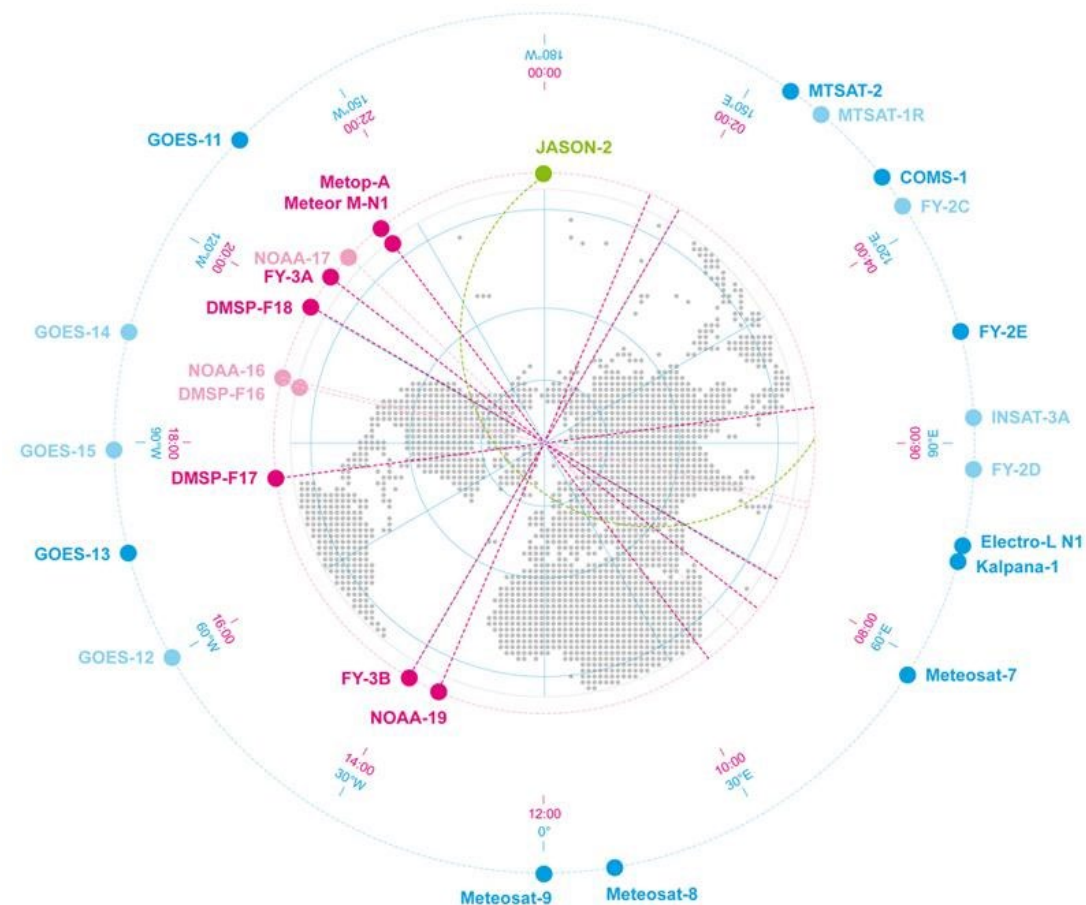 180°W
00:00
150°W
22:00
150°E
02:00
MTSAT-2
MTSAT-1R
GOES-11
JASON-2
Metop-A
Meteor M-N1
COMS-1
FY-2C
120°W
20:00
120°E
04:00
NOAA-17
FY-3A
DMSP-F18
GOES-14
FY-2E
NOAA-16
DMSP-F16
INSAT-3A
GOES-15
90°W
18:00
06:00
90°E
FY-2D
DMSP-F17
GOES-13
Electro-L N1
Kalpana-1
16:00
60°W
08:00
60°E
GOES-12
FY-3B
NOAA-19
Meteosat-7
14:00
30°W
10:00
30°E
12:00
0°
Meteosat-9
Meteosat-8